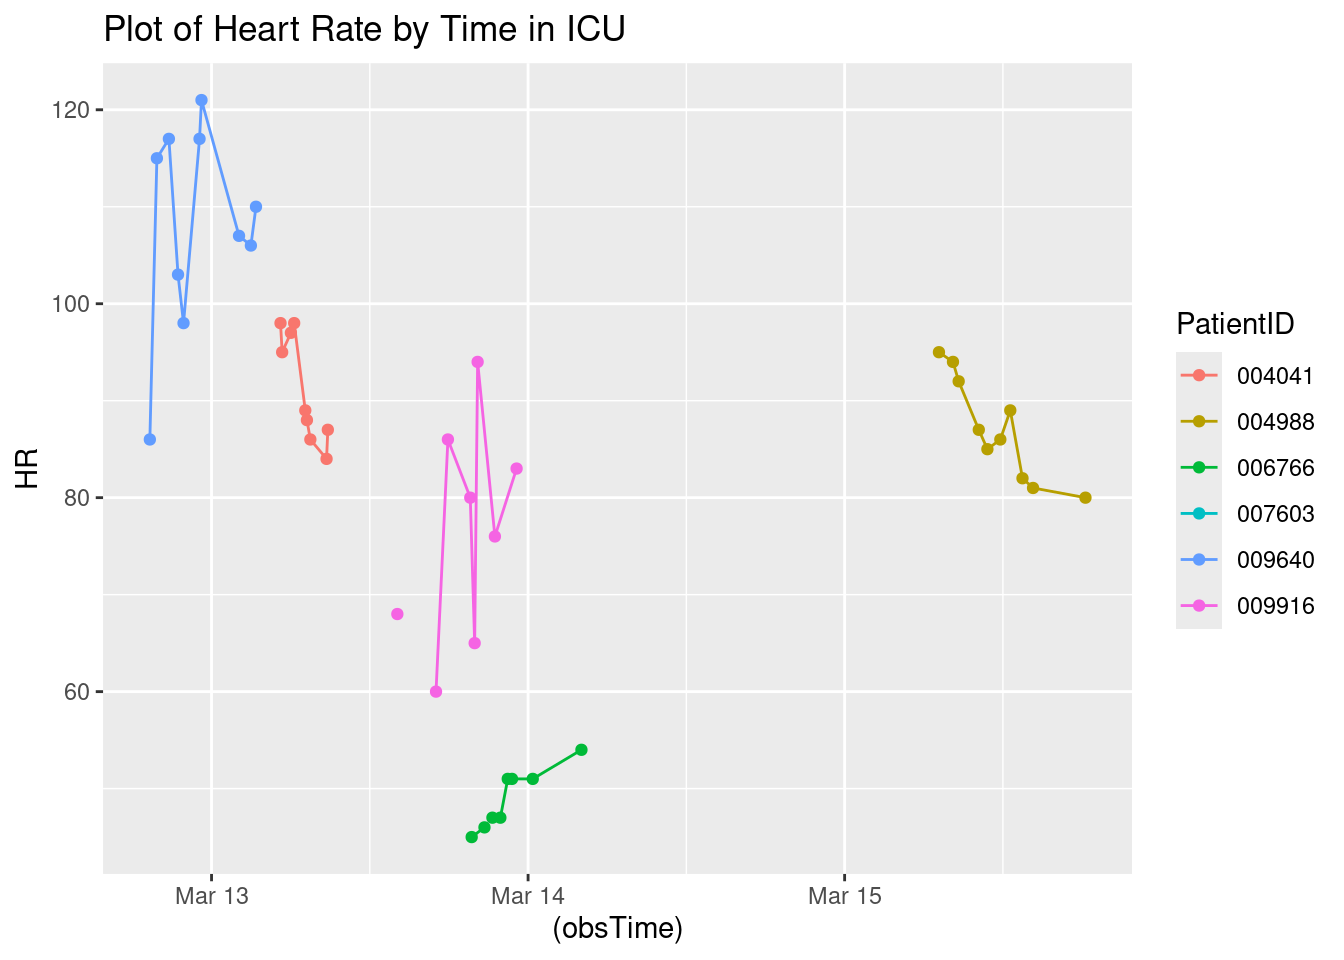 Plot of Heart Rate by Time in ICU
120
100
80
60
HR
Mar 13
Mar 14
Mar 15
(obsTime)
PatientID
004041
004988
006766
007603
009640
009916